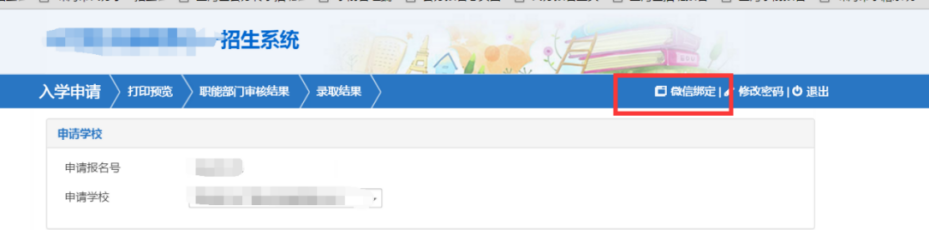 招生系统
入学申请 打印预览 职能部门审核结果 录取结果 微信绑定 | 修改密码 | 退出
申请学校
申请报名号
申请学校